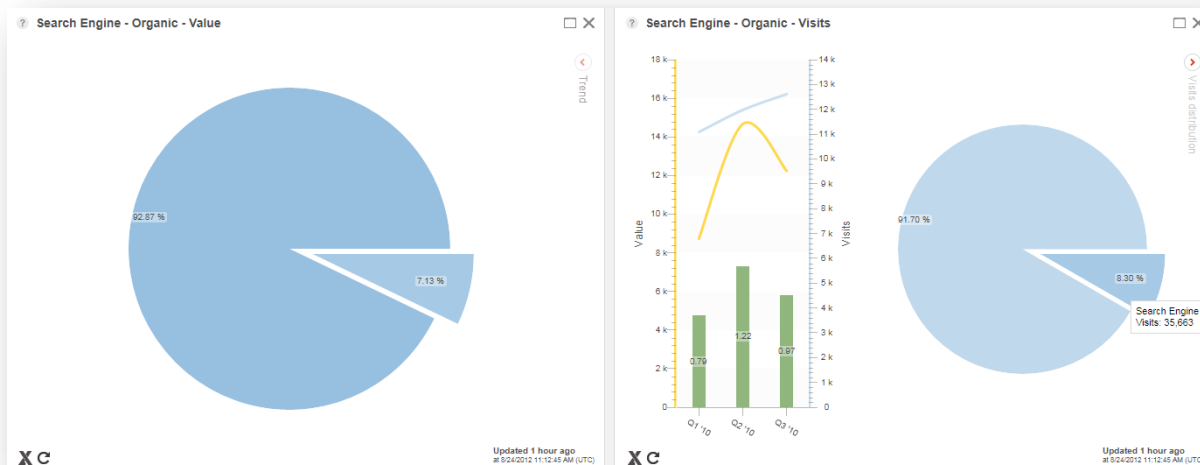 ? Search Engine - Organic - Value
Trend
92.87 %
7.13 %
Updated 1 hour ago
at 8/24/2012 11:12:45 AM (UTC)
? Search Engine - Organic - Visits
Visits distribution
18 k
16 k
14 k
12 k
10 k
8 k
6 k
4 k
2 k
0
Value
14 k
13 k
12 k
11 k
10 k
9 k
8 k
7 k
6 k
5 k
4 k
3 k
2 k
1 k
0
Visits
0.79
1.22
0.97
Q1 '10
Q2 '10
Q3 '10
91.70 %
8.30 %
Search Engine
Visits: 35,663
Updated 1 hour ago
at 8/24/2012 11:12:45 AM (UTC)